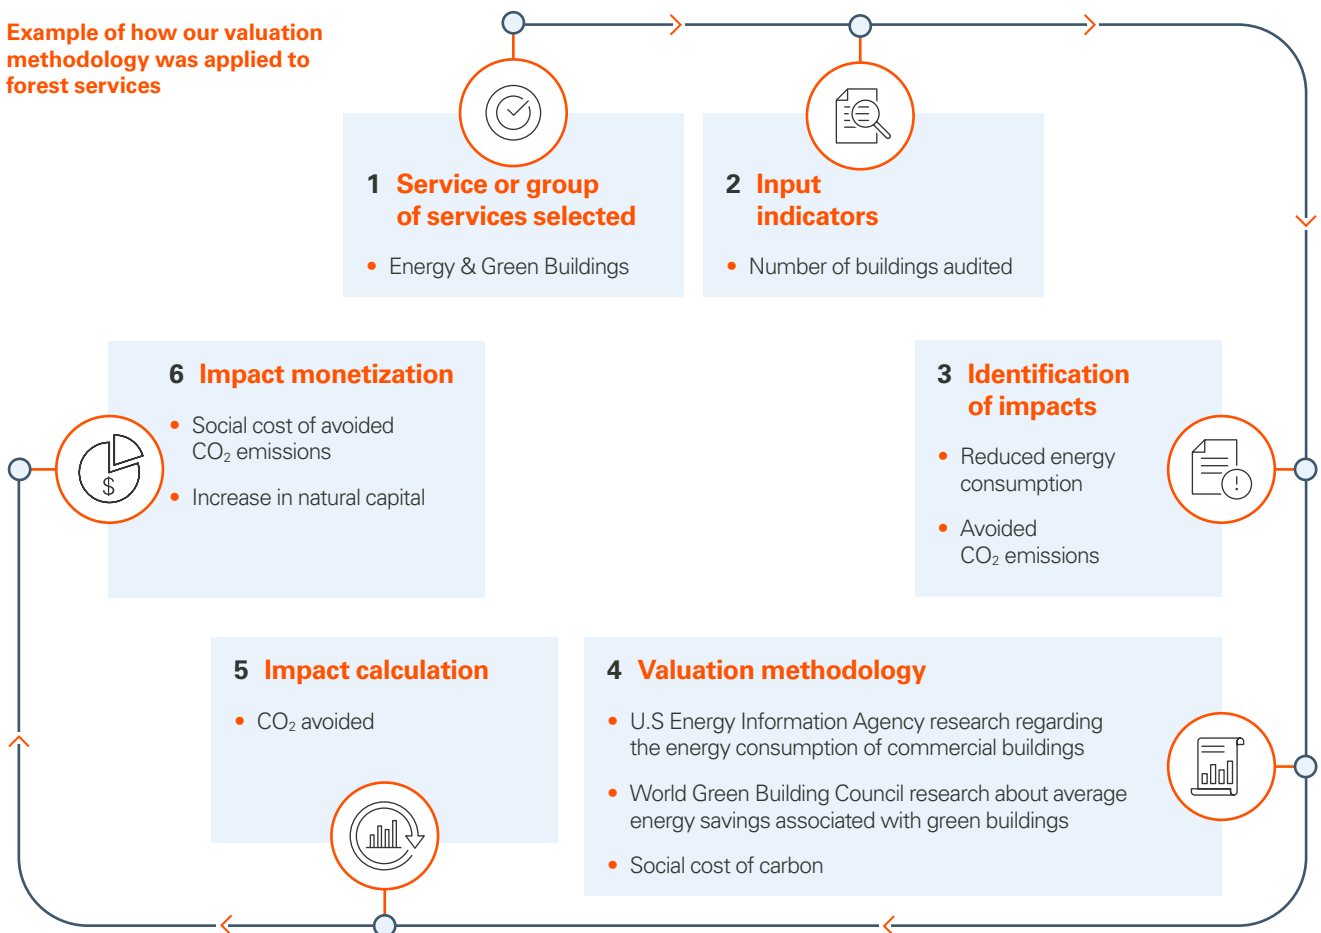 Example of how our valuation
methodology was applied to
forest services
1 Service or group
of services selected
• Energy & Green Buildings
2 Input
indicators
• Number of buildings audited
3 Identification
of impacts
• Reduced energy
consumption
• Avoided
CO₂ emissions
4 Valuation methodology
• U.S Energy Information Agency research regarding
the energy consumption of commercial buildings
• World Green Building Council research about average
energy savings associated with green buildings
• Social cost of carbon
5 Impact calculation
• CO₂ avoided
6 Impact monetization
• Social cost of avoided
CO₂ emissions
• Increase in natural capital
$